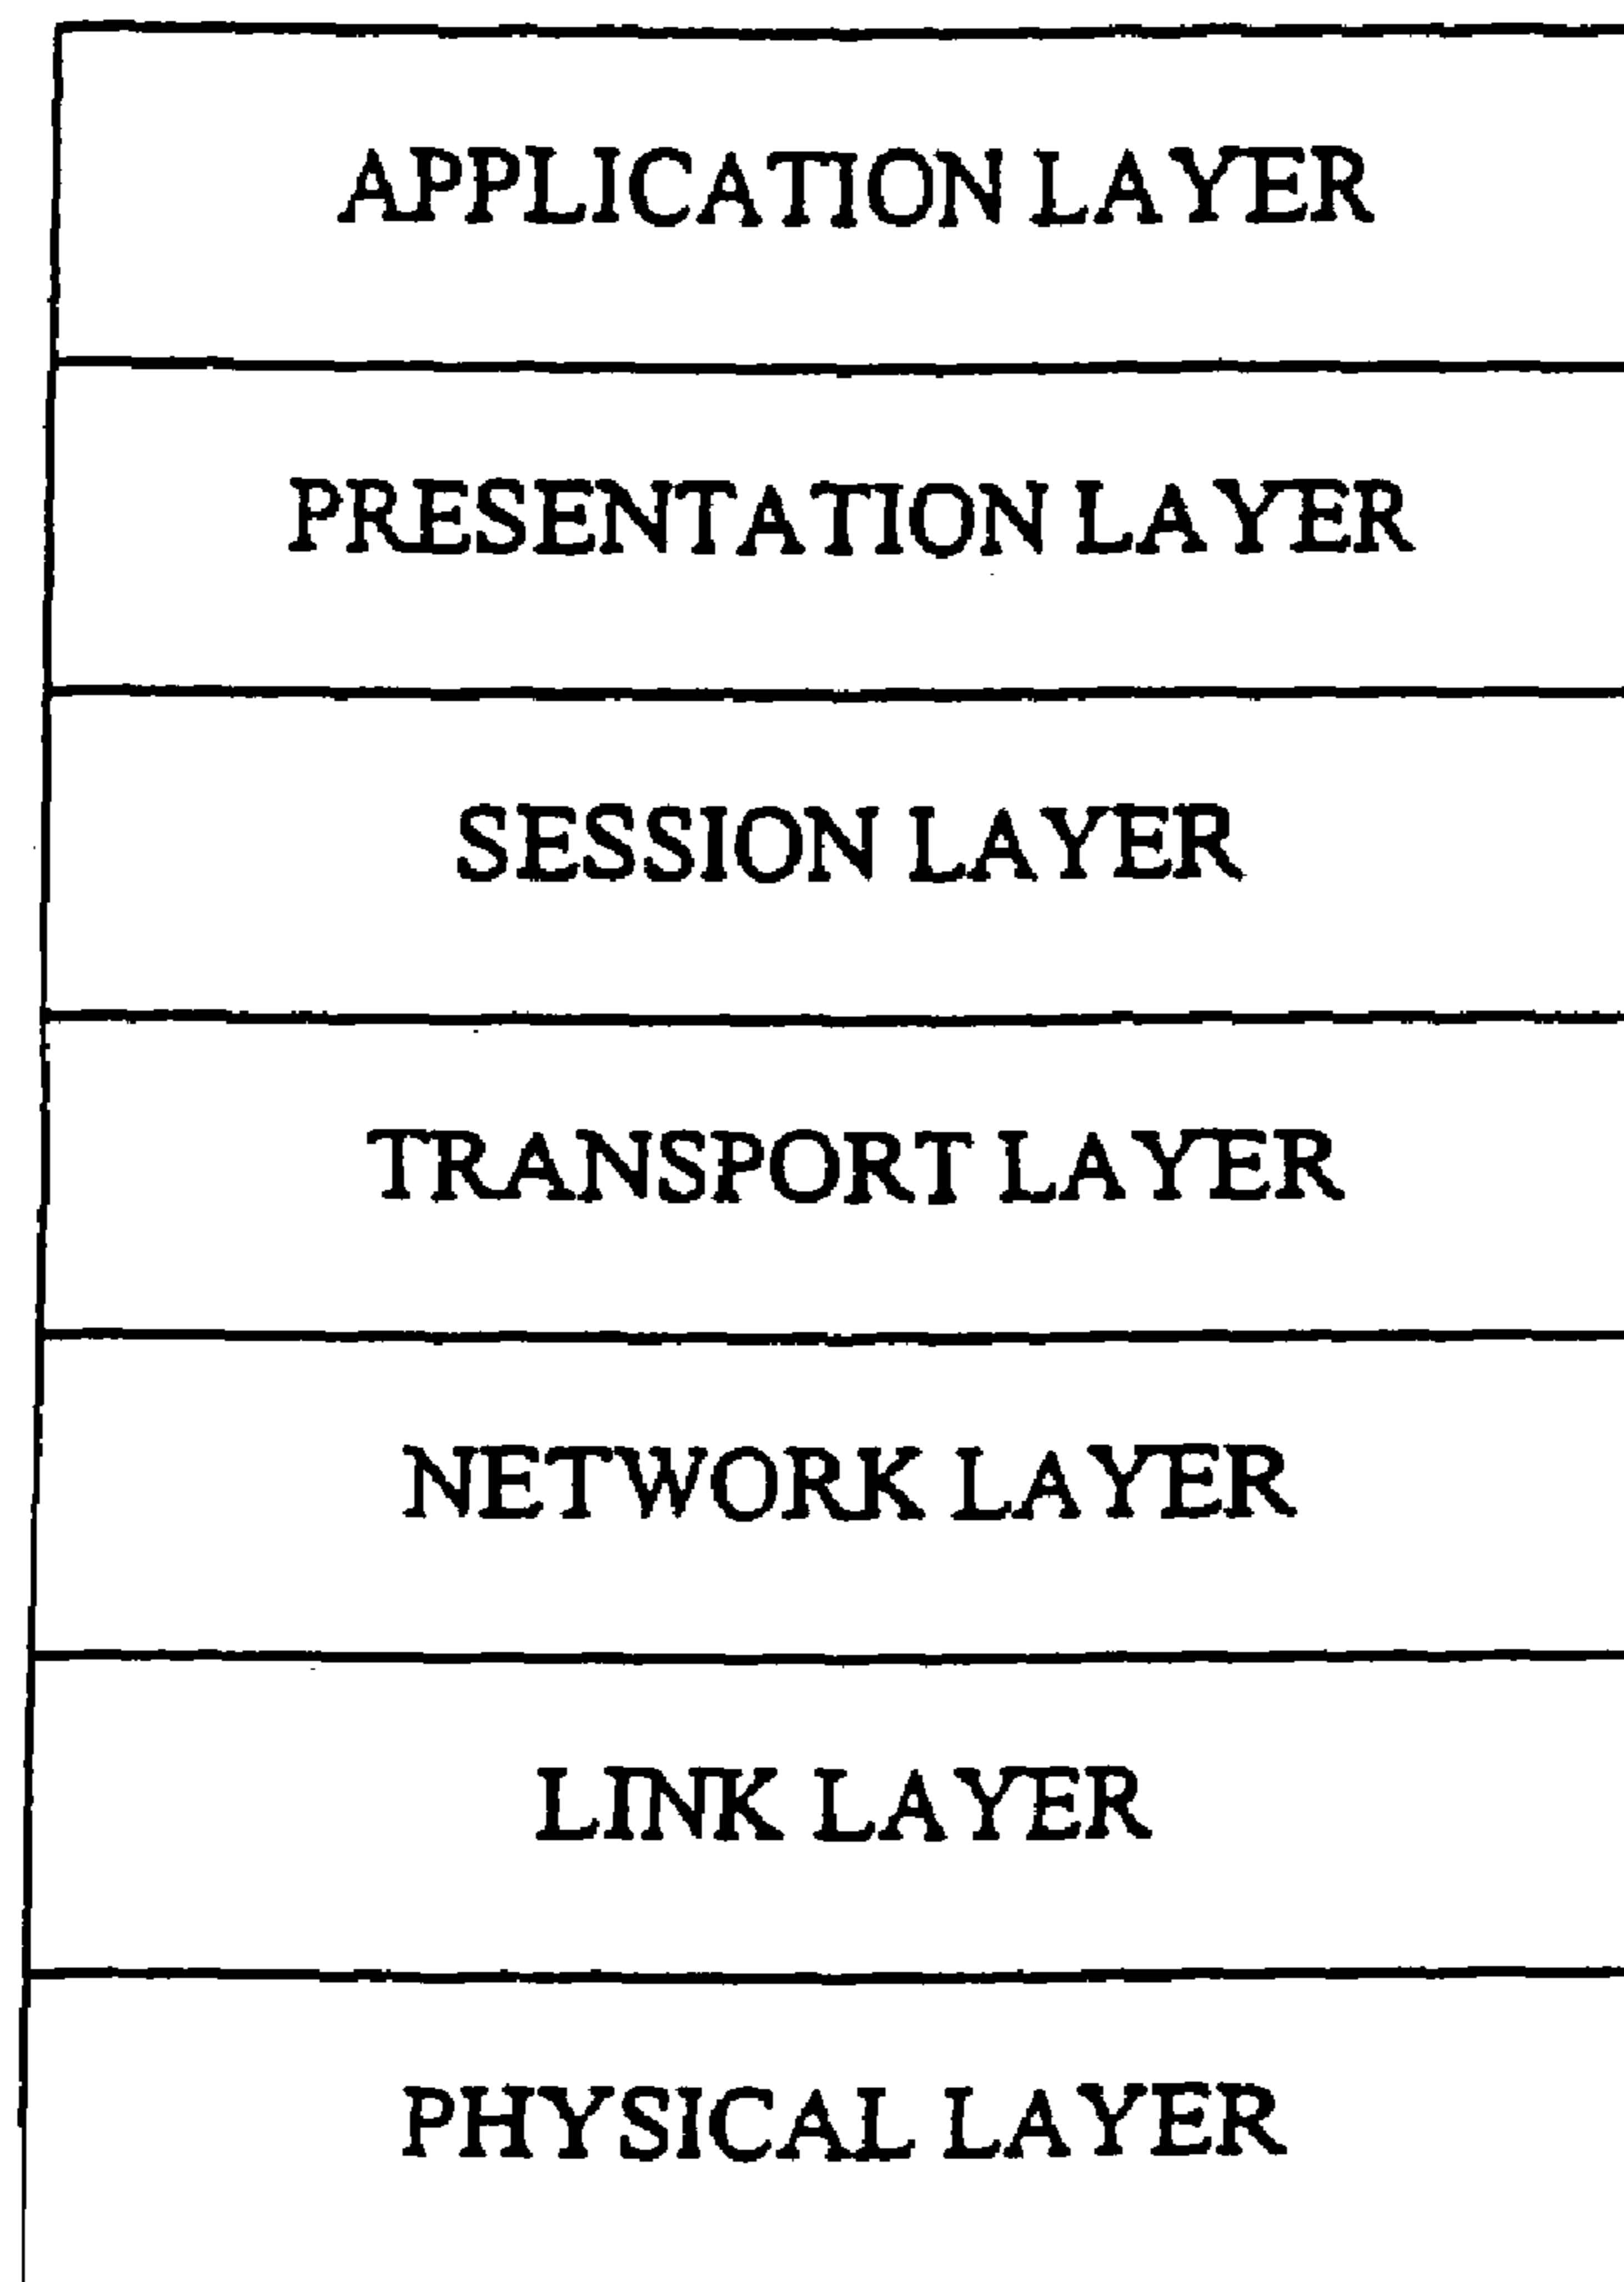 APPLICATION LAYER
PRESENTATION LAYER
SESSION LAYER
TRANSPORT LAYER
NETWORK LAYER
LINK LAYER
PHYSICAL LAYER